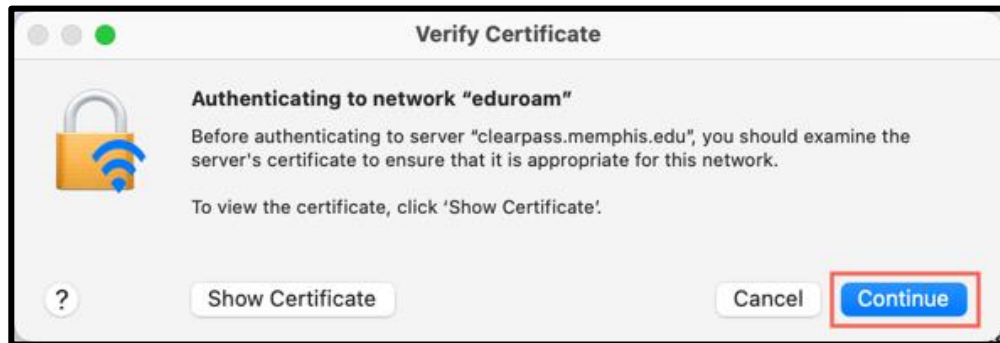 Verify Certificate
Authenticating to network “eduroam”
Before authenticating to server “clearpass.memphis.edu”, you should examine the
server's certificate to ensure that it is appropriate for this network.
To view the certificate, click ‘Show Certificate’.
? Show Certificate Cancel Continue